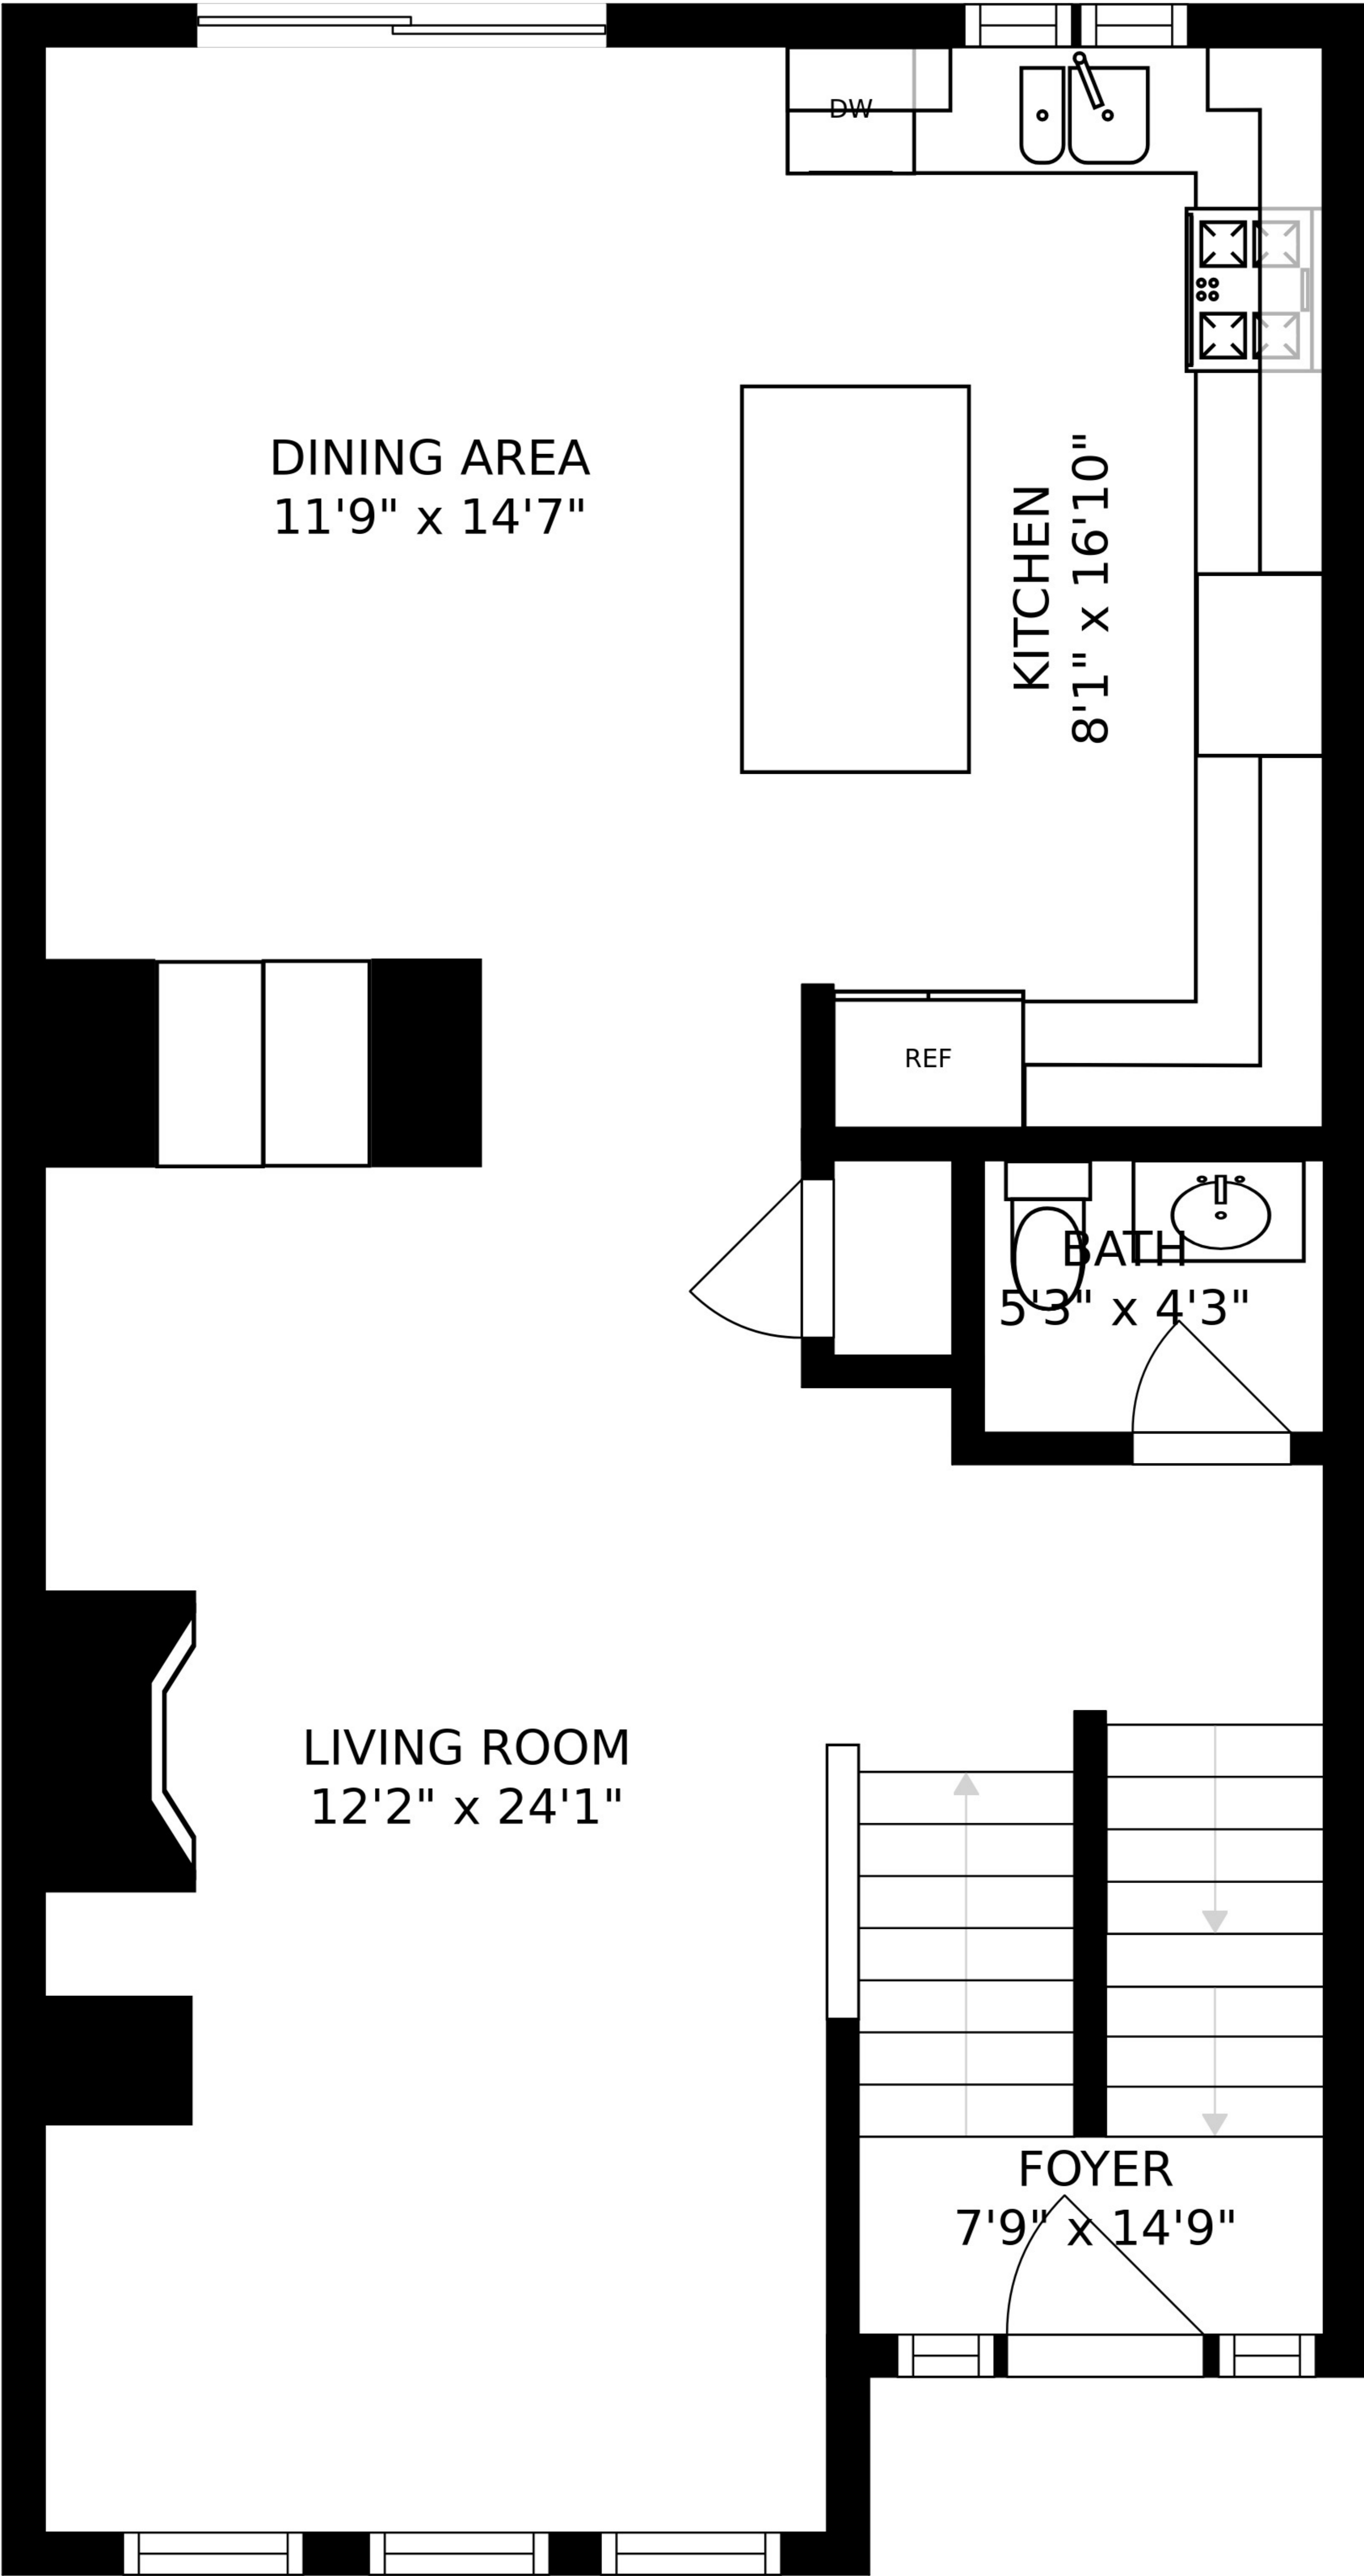 DW
DINING AREA
11'9" x 14'7"
KITCHEN
8'1" x 16'10"
REF
BATH
5'3" x 4'3"
LIVING ROOM
12'2" x 24'1"
FOYER
7'9" x 14'9"